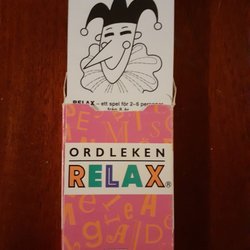 RELAX – ett spel för 2–6 personer
från 8 år
ORDLEKEN
RELAX®